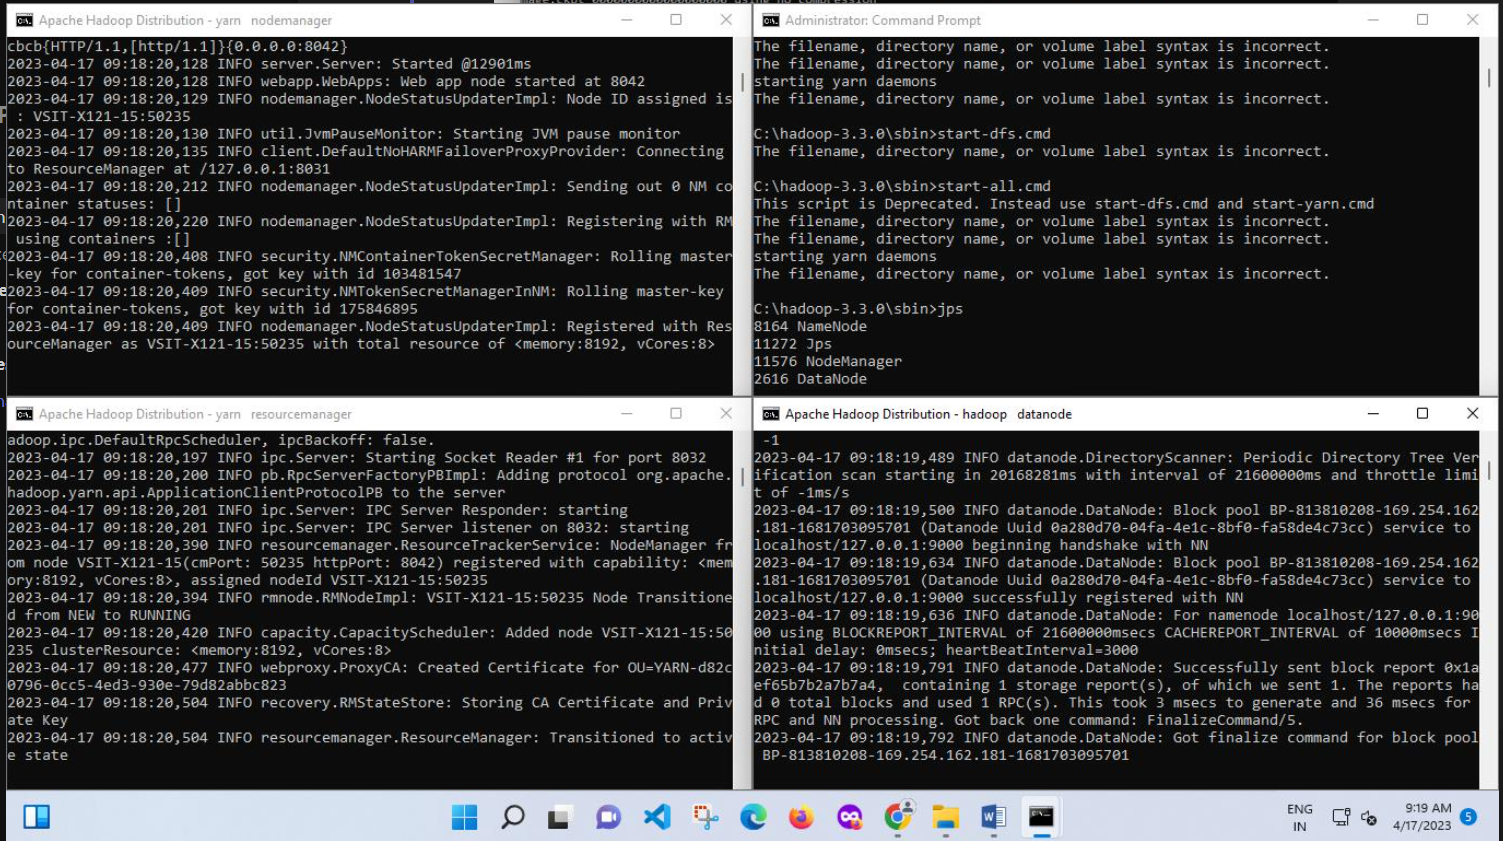 Apache Hadoop Distribution - yarn   nodemanager
cbcb{HTTP/1.1,[http/1.1]}{0.0.0.0:8042}
2023-04-17 09:18:20,128 INFO server.Server: Started @12901ms
2023-04-17 09:18:20,128 INFO webapp.WebApps: Web app node started at 8042
2023-04-17 09:18:20,129 INFO nodemanager.NodeStatusUpdaterImpl: Node ID assigned is
 : VSIT-X121-15:50235
2023-04-17 09:18:20,130 INFO util.JvmPauseMonitor: Starting JVM pause monitor
2023-04-17 09:18:20,135 INFO client.DefaultNoHARMFailoverProxyProvider: Connecting
to ResourceManager at /127.0.0.1:8031
2023-04-17 09:18:20,212 INFO nodemanager.NodeStatusUpdaterImpl: Sending out 0 NM co
ntainer statuses: []
2023-04-17 09:18:20,220 INFO nodemanager.NodeStatusUpdaterImpl: Registering with RM
 using containers :[]
2023-04-17 09:18:20,408 INFO security.NMContainerTokenSecretManager: Rolling master
-key for container-tokens, got key with id 103481547
2023-04-17 09:18:20,409 INFO security.NMTokenSecretManagerInNM: Rolling master-key
for container-tokens, got key with id 175846895
2023-04-17 09:18:20,409 INFO nodemanager.NodeStatusUpdaterImpl: Registered with Res
ourceManager as VSIT-X121-15:50235 with total resource of <memory:8192, vCores:8>
Administrator: Command Prompt
The filename, directory name, or volume label syntax is incorrect.
The filename, directory name, or volume label syntax is incorrect.
starting yarn daemons
The filename, directory name, or volume label syntax is incorrect.
C:\hadoop-3.3.0\sbin>start-dfs.cmd
The filename, directory name, or volume label syntax is incorrect.
C:\hadoop-3.3.0\sbin>start-all.cmd
This script is Deprecated. Instead use start-dfs.cmd and start-yarn.cmd
The filename, directory name, or volume label syntax is incorrect.
The filename, directory name, or volume label syntax is incorrect.
starting yarn daemons
The filename, directory name, or volume label syntax is incorrect.
C:\hadoop-3.3.0\sbin>jps
8164 NameNode
11272 Jps
11576 NodeManager
2616 DataNode
Apache Hadoop Distribution - yarn   resourcemanager
adoop.ipc.DefaultRpcScheduler, ipcBackoff: false.
2023-04-17 09:18:20,197 INFO ipc.Server: Starting Socket Reader #1 for port 8032
2023-04-17 09:18:20,200 INFO pb.RpcServerFactoryPBImpl: Adding protocol org.apache.
hadoop.yarn.api.ApplicationClientProtocolPB to the server
2023-04-17 09:18:20,201 INFO ipc.Server: IPC Server Responder: starting
2023-04-17 09:18:20,201 INFO ipc.Server: IPC Server listener on 8032: starting
2023-04-17 09:18:20,390 INFO resourcemanager.ResourceTrackerService: NodeManager fr
om node VSIT-X121-15(cmPort: 50235 httpPort: 8042) registered with capability: <mem
ory:8192, vCores:8>, assigned nodeId VSIT-X121-15:50235
2023-04-17 09:18:20,394 INFO rmnode.RMNodeImpl: VSIT-X121-15:50235 Node Transitione
d from NEW to RUNNING
2023-04-17 09:18:20,420 INFO capacity.CapacityScheduler: Added node VSIT-X121-15:50
235 clusterResource: <memory:8192, vCores:8>
2023-04-17 09:18:20,477 INFO webproxy.ProxyCA: Created Certificate for OU=YARN-d82c
0796-0cc5-4ed3-930e-79d82abbc823
2023-04-17 09:18:20,504 INFO recovery.RMStateStore: Storing CA Certificate and Priv
ate Key
2023-04-17 09:18:20,504 INFO resourcemanager.ResourceManager: Transitioned to activ
e state
Apache Hadoop Distribution - hadoop   datanode
 -1
2023-04-17 09:18:19,489 INFO datanode.DirectoryScanner: Periodic Directory Tree Ver
ification scan starting in 20168281ms with interval of 21600000ms and throttle limi
t of -1ms/s
2023-04-17 09:18:19,500 INFO datanode.DataNode: Block pool BP-813810208-169.254.162
.181-1681703095701 (Datanode Uuid 0a280d70-04fa-4e1c-8bf0-fa58de4c73cc) service to
localhost/127.0.0.1:9000 beginning handshake with NN
2023-04-17 09:18:19,634 INFO datanode.DataNode: Block pool BP-813810208-169.254.162
.181-1681703095701 (Datanode Uuid 0a280d70-04fa-4e1c-8bf0-fa58de4c73cc) service to
localhost/127.0.0.1:9000 successfully registered with NN
2023-04-17 09:18:19,636 INFO datanode.DataNode: For namenode localhost/127.0.0.1:90
00 using BLOCKREPORT_INTERVAL of 21600000msecs CACHEREPORT_INTERVAL of 10000msecs I
nitial delay: 0msecs; heartBeatInterval=3000
2023-04-17 09:18:19,791 INFO datanode.DataNode: Successfully sent block report 0x1a
ef65b7b2a7b7a4,  containing 1 storage report(s), of which we sent 1. The reports ha
d 0 total blocks and used 1 RPC(s). This took 3 msecs to generate and 36 msecs for
RPC and NN processing. Got back one command: FinalizeCommand/5.
2023-04-17 09:18:19,792 INFO datanode.DataNode: Got finalize command for block pool
 BP-813810208-169.254.162.181-1681703095701
ENG
IN
9:19 AM
4/17/2023
5